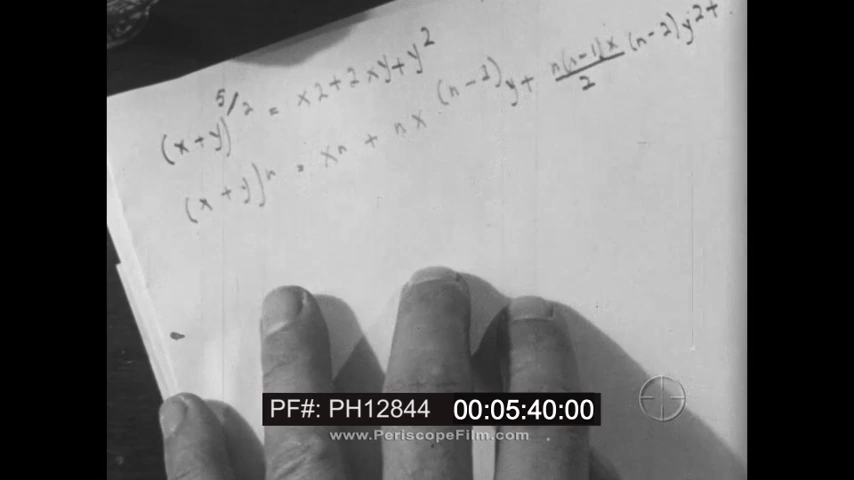 (x+y)^5/2 = x2+2xy+y^2
(x+y)^n = x^n + nx^(n-1)y + n(n-1)x/2 (n-2)y^2+
PF#: PH12844 00:05:40:00
www.PeriscopeFilm.com